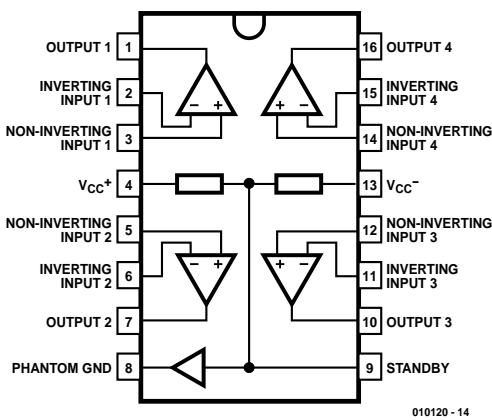 OUTPUT 1 1
16 OUTPUT 4
INVERTING
INPUT 1 2
15 INVERTING
INPUT 4
− +
+ −
NON-INVERTING
INPUT 1 3
14 NON-INVERTING
INPUT 4
VCC+ 4
13 VCC−
NON-INVERTING
INPUT 2 5
12 NON-INVERTING
INPUT 3
− +
+ −
INVERTING
INPUT 2 6
11 INVERTING
INPUT 3
OUTPUT 2 7
10 OUTPUT 3
PHANTOM GND 8
9 STANDBY
010120 - 14